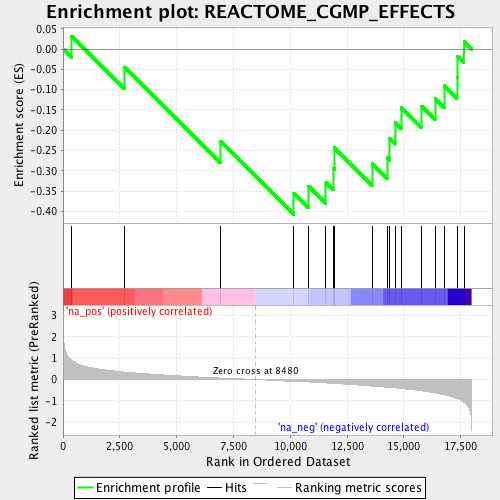 Enrichment plot: REACTOME_CGMP_EFFECTS
Enrichment score (ES)
0.05
0.00
-0.05
-0.10
-0.15
-0.20
-0.25
-0.30
-0.35
-0.40
'na_pos' (positively correlated)
Ranked list metric (PreRanked)
3
2
1
0
-1
-2
Zero cross at 8480
'na_neg' (negatively correlated)
0 2,500 5,000 7,500 10,000 12,500 15,000 17,500
Rank in Ordered Dataset
Enrichment profile Hits Ranking metric scores